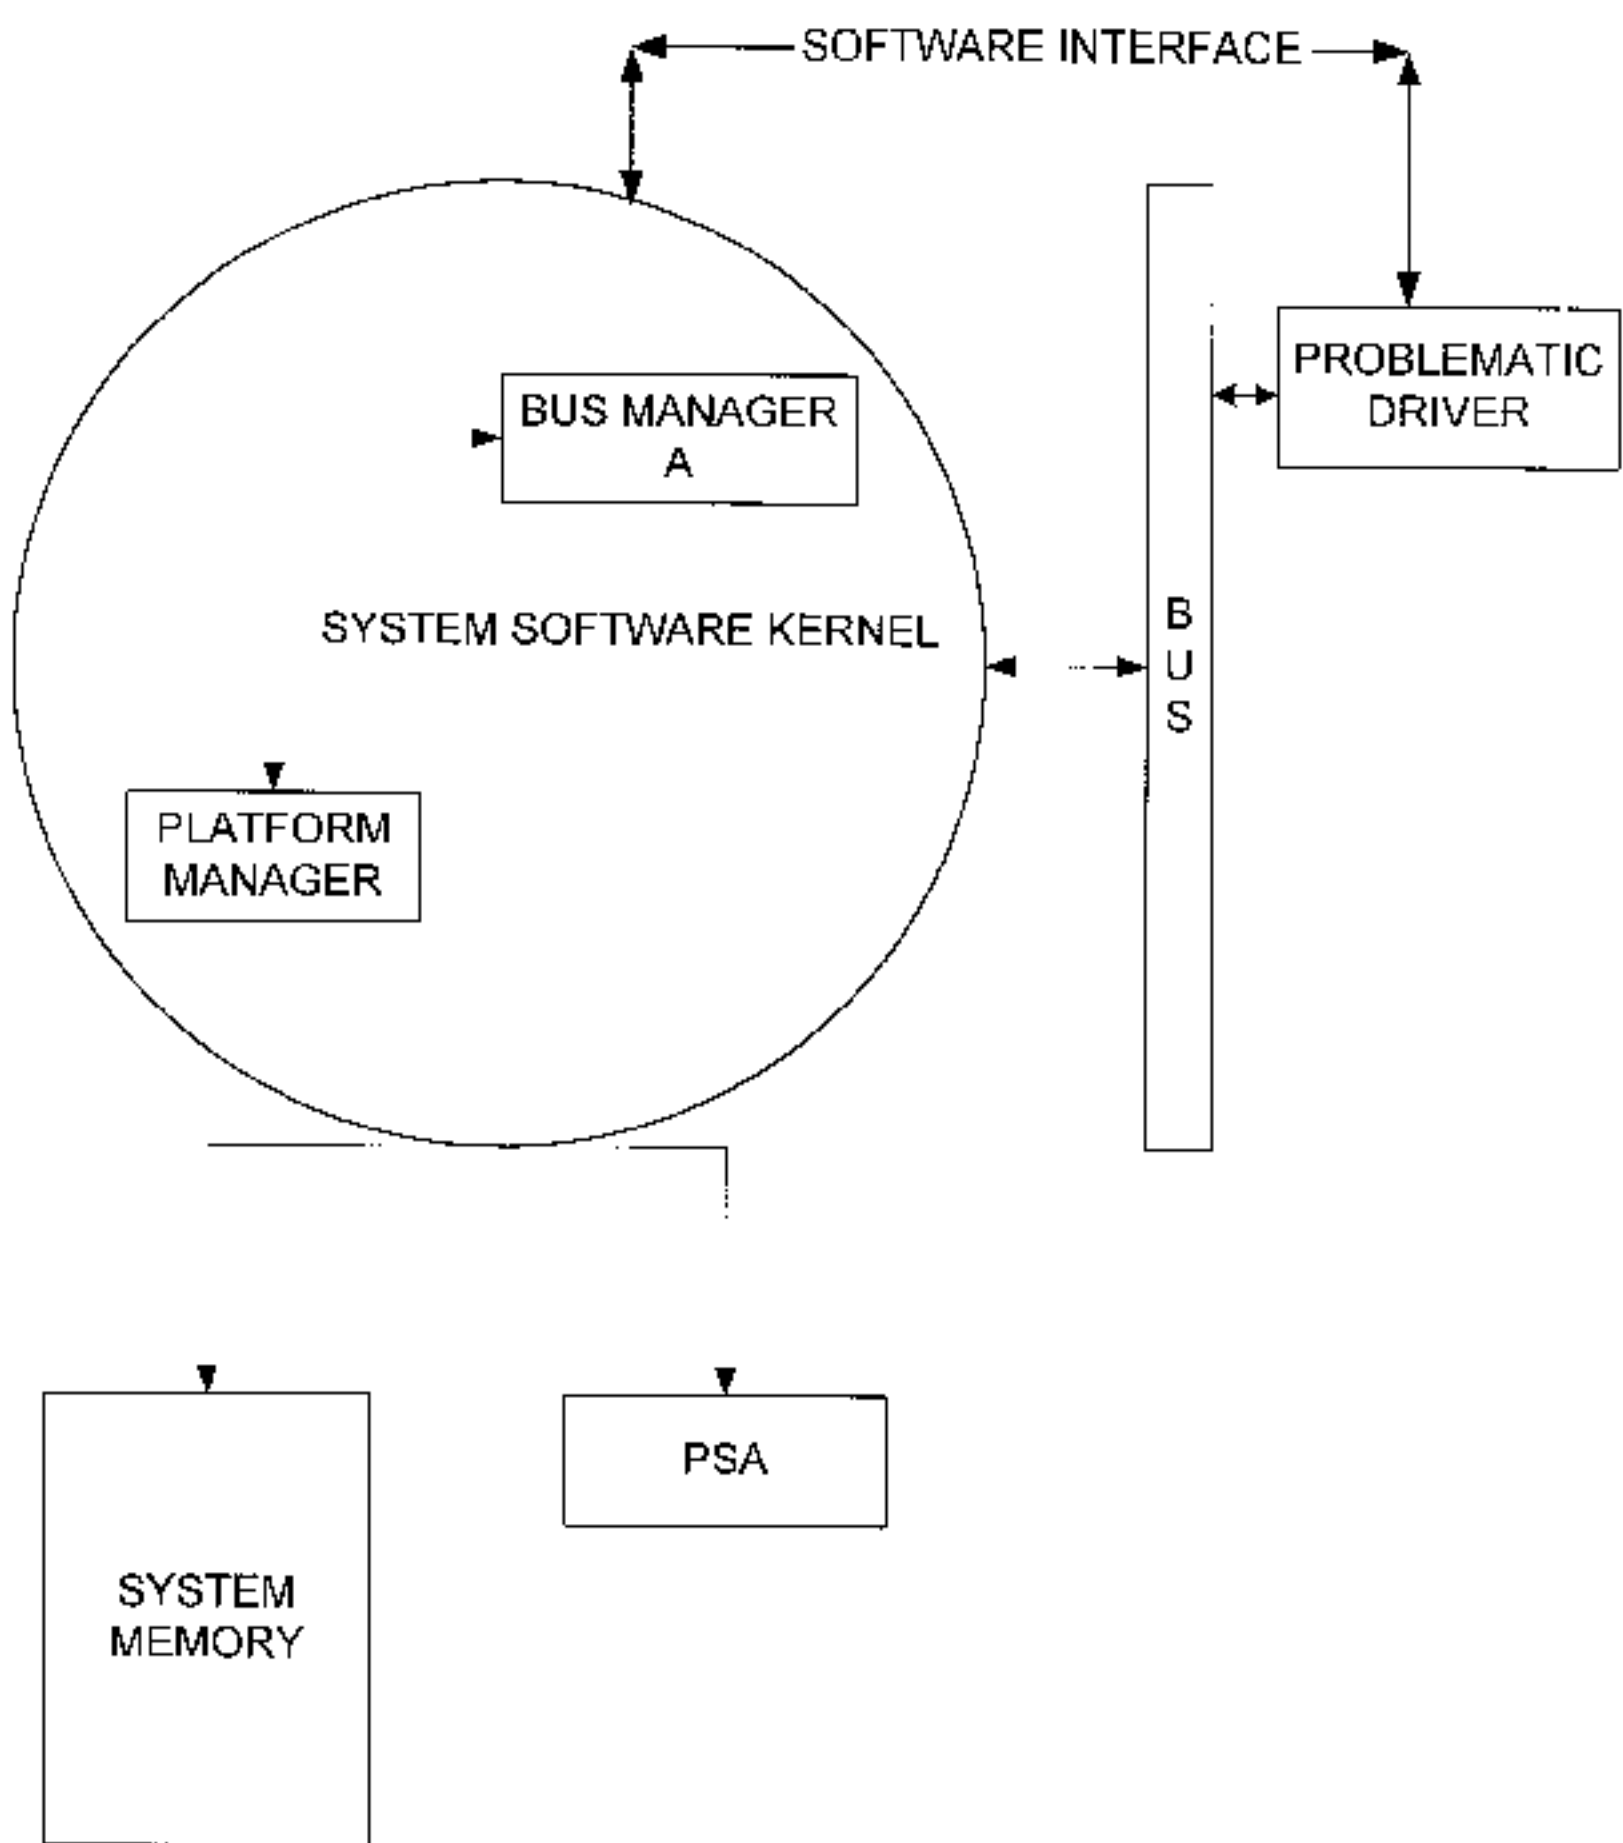 SOFTWARE INTERFACE
PROBLEMATIC
DRIVER
BUS MANAGER
A
SYSTEM SOFTWARE KERNEL
B
U
S
PLATFORM
MANAGER
PSA
SYSTEM
MEMORY